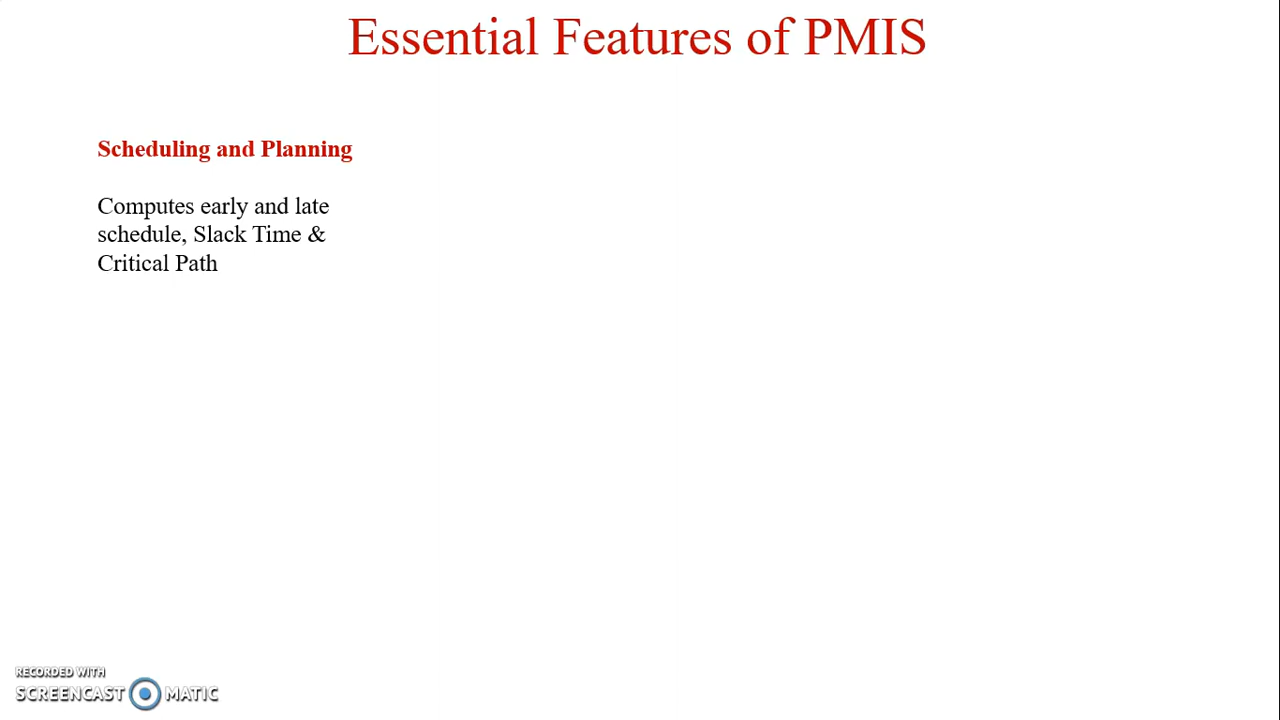 Essential Features of PMIS
Scheduling and Planning
Computes early and late
schedule, Slack Time &
Critical Path
RECORDED WITH
SCREENCAST MATIC